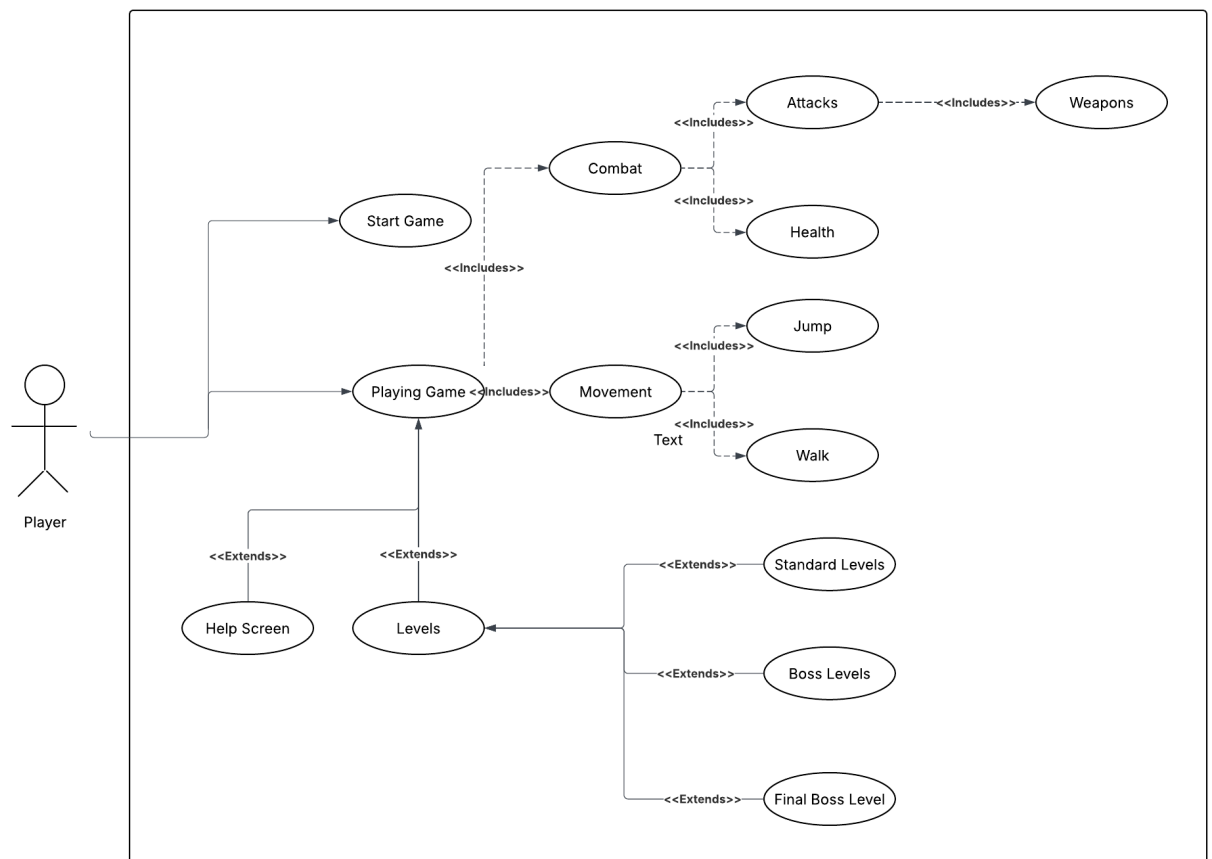 Attacks
<<Includes>>
Weapons
<<Includes>>
Combat
<<Includes>>
Start Game
Health
<<Includes>>
Jump
<<Includes>>
Playing Game
<<Includes>>
Movement
<<Includes>>
Text
Walk
Player
<<Extends>>
<<Extends>>
<<Extends>>
Standard Levels
Help Screen
Levels
<<Extends>>
Boss Levels
<<Extends>>
Final Boss Level